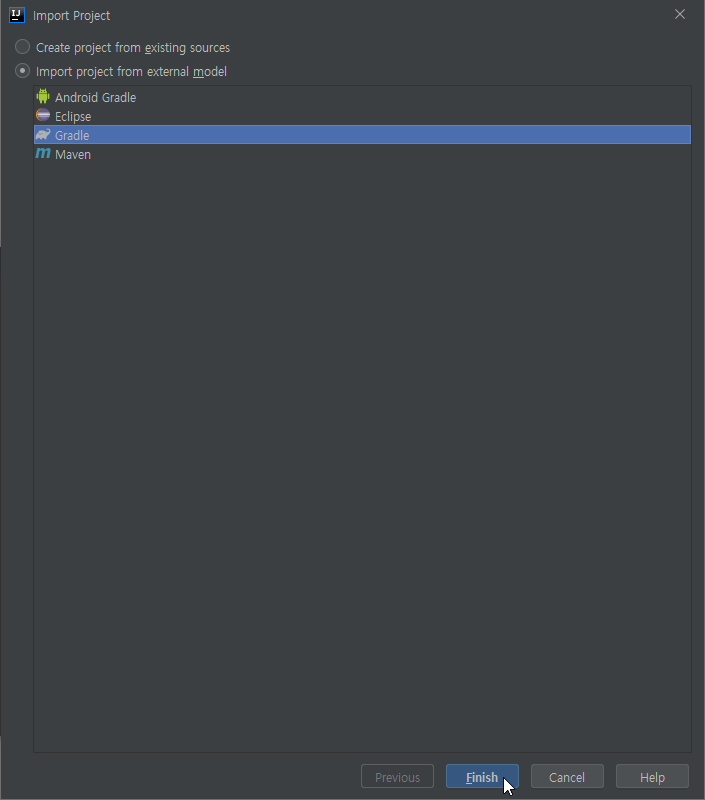 Import Project
Create project from existing sources
Import project from external model
Android Gradle
Eclipse
Gradle
Maven
Previous Finish Cancel Help